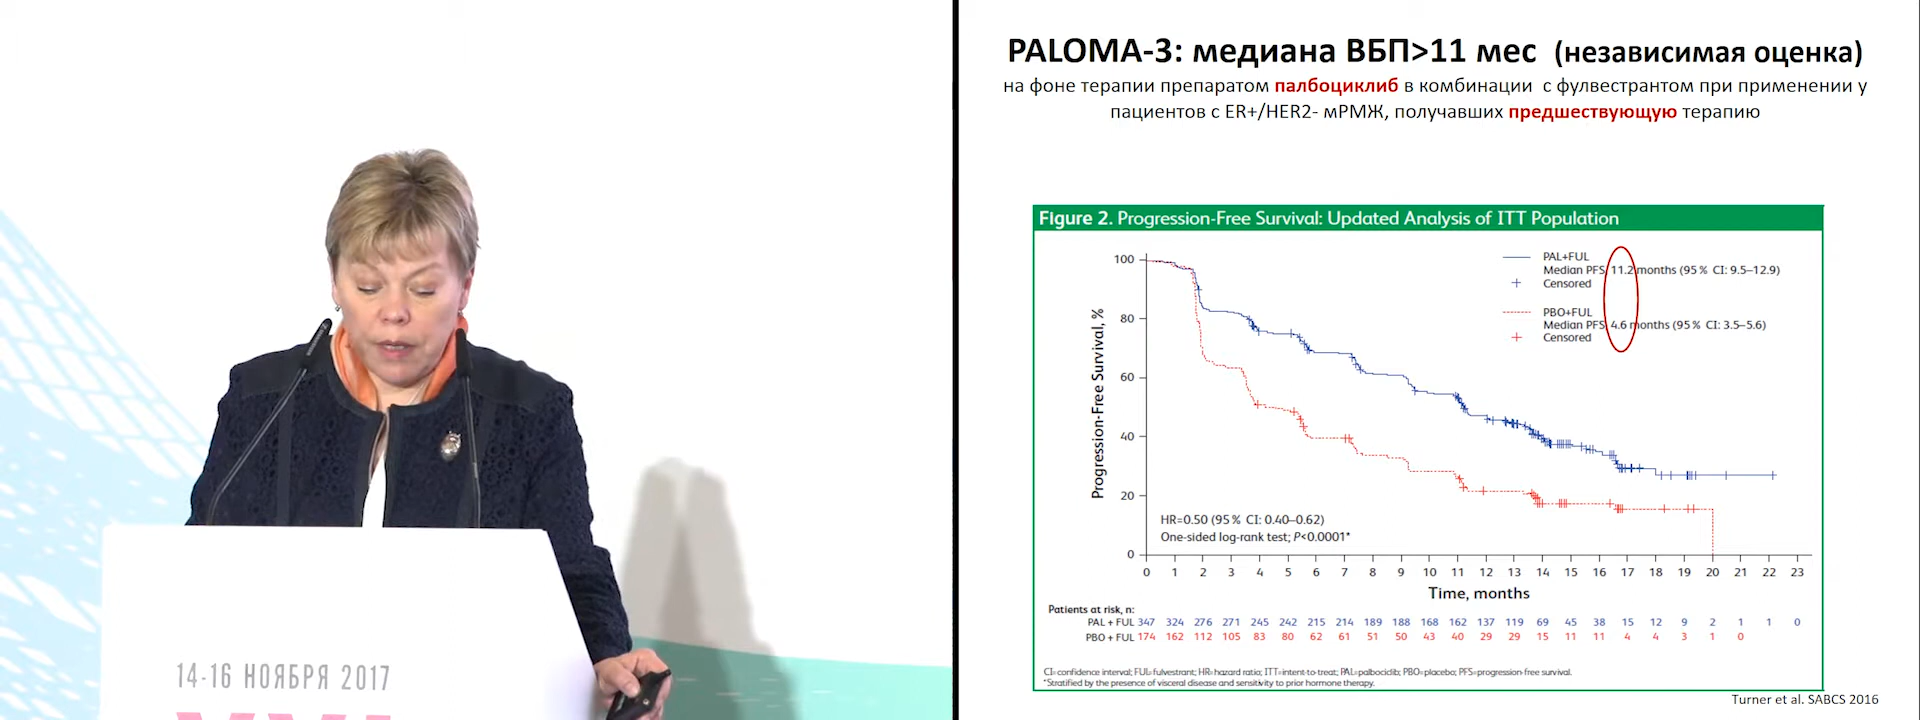 14-16 НОЯБРЯ 2017
PALOMA-3: медиана ВБП>11 мес (независимая оценка)
на фоне терапии препаратом палбоциклиб в комбинации с фулвестрантом при применении у
пациентов с ER+/HER2- мРМЖ, получавших предшествующую терапию
Figure 2. Progression-Free Survival: Updated Analysis of ITT Population
PAL+FUL
Median PFS, 11.2 months (95% CI: 9.5–12.9)
Censored
PBO+FUL
Median PFS, 4.6 months (95% CI: 3.5–5.6)
Censored
Progression-Free Survival, %
100
80
60
40
20
0
HR=0.50 (95% CI: 0.40–0.62)
One-sided log-rank test; P<0.0001*
0 1 2 3 4 5 6 7 8 9 10 11 12 13 14 15 16 17 18 19 20 21 22 23
Time, months
Patients at risk, n:
PAL + FUL 347 324 276 271 245 242 215 214 189 188 168 162 137 119 69 45 38 15 12 9 2 1 1 0
PBO + FUL 174 162 112 105 83 80 62 61 51 50 43 40 29 29 15 11 11 4 4 3 1 0
CI=confidence interval; FUL=fulvestrant; HR=hazard ratio; ITT=intent-to-treat; PAL=palbociclib; PBO=placebo; PFS=progression-free survival.
*Stratified by the presence of visceral disease and sensitivity to prior hormone therapy.
Turner et al. SABCS 2016